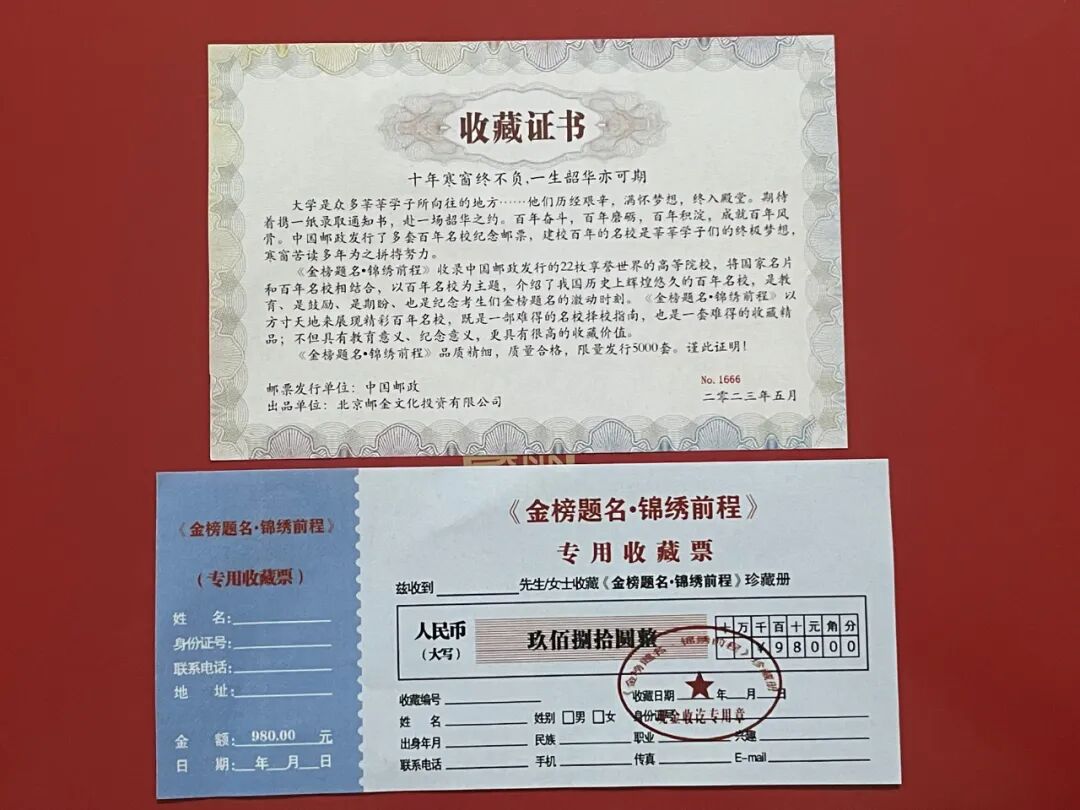 收藏证书
十年寒窗终不负,一生韶华亦可期
大学是众多莘莘学子所向往的地方……他们历经艰辛，满怀梦想，终入殿堂。期待
着携一纸录取通知书，赴一场韶华之约。百年奋斗，百年磨砺，百年积淀，成就百年风
骨。中国邮政发行了多套百年名校纪念邮票，建校百年的名校是莘莘学子们的终极梦想，
寒窗苦读多年为之拼搏努力。
《金榜题名·锦绣前程》收录中国邮政发行的22枚享誉世界的高等院校，将国家名片
和百年名校相结合，以百年名校为主题，介绍了我国历史上辉煌悠久的百年名校，是教
育、是鼓励、是期盼、也是纪念考生们金榜题名的激动时刻。《金榜题名·锦绣前程》以
方寸天地来展现精彩百年名校，既是一部难得的名校择校指南，也是一套难得的收藏精
品；不但具有教育意义、纪念意义，更具有很高的收藏价值。
《金榜题名·锦绣前程》品质精细，质量合格，限量发行5000套。谨此证明！
邮票发行单位：中国邮政
出品单位：北京邮金文化投资有限公司
No.1666
二零二三年五月
《金榜题名·锦绣前程》
（专用收藏票）
姓 名:
身份证号:
联系电话:
地 址:
金 额: 980.00 元
日 期: 年 月 日
《金榜题名·锦绣前程》
专用收藏票
兹收到 先生/女士收藏《金榜题名·锦绣前程》珍藏册
人民币
（大写）
玖佰捌拾圆整
十万千百十元角分
¥98000
收藏编号 收藏日期 年 月 日
姓 名 性别 男 女 身份证号
出身年月 民族 职业 兴趣
联系电话 手机 传真 E-mail
《金榜题名·锦绣前程》珍藏册
现金收讫专用章